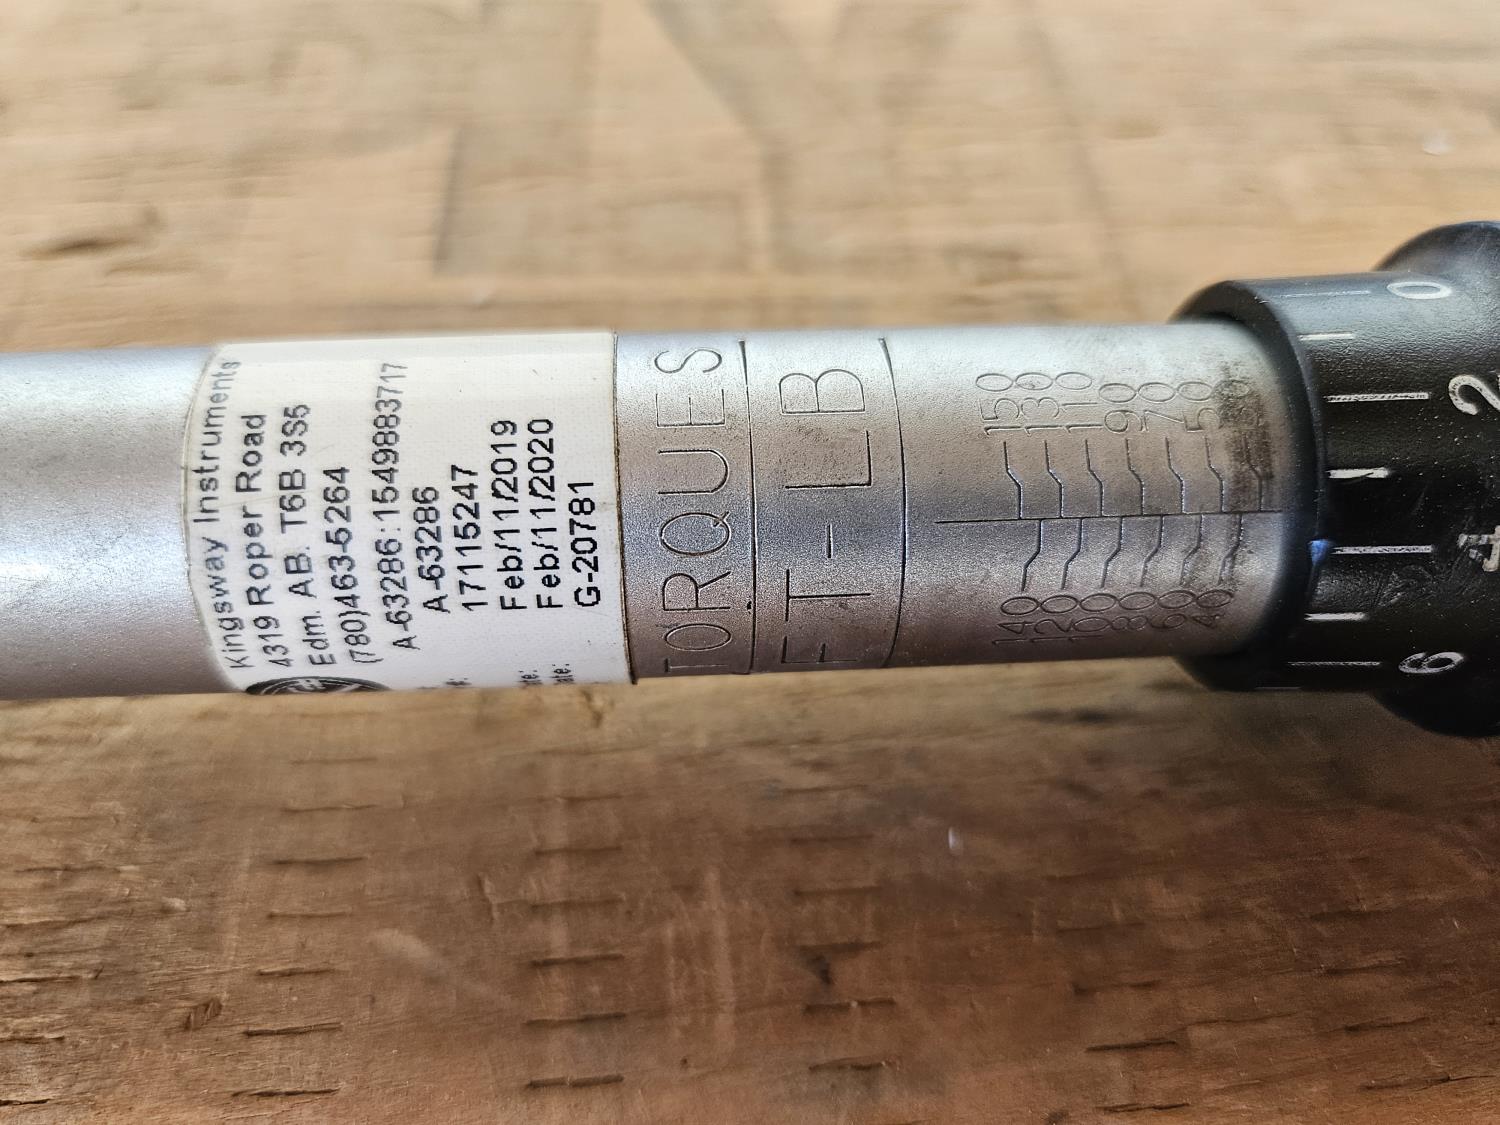 Kingsway Instruments
4319 Roper Road
Edm. AB. T6B 3S5
(780)463-5264
A-63286:1549883717
A-63286
17115247
Feb/11/2019
Feb/11/2020
G-20781
TORQUES
FT-LB
150
130
110
90
70
50
140
120
100
80
60
40
0
2
4
6